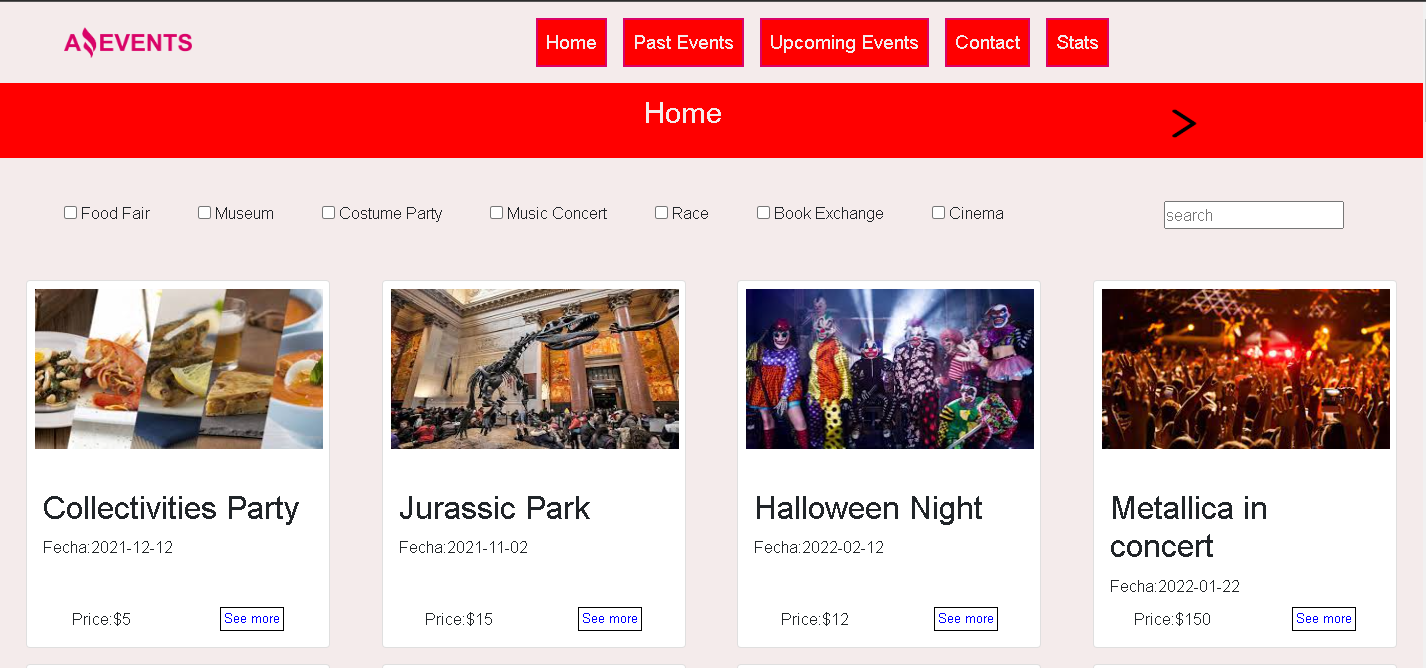 AEVENTS
Home Past Events Upcoming Events Contact Stats
Home
>
Food Fair Museum Costume Party Music Concert Race Book Exchange Cinema search
Collectivities Party
Fecha:2021-12-12
Price:$5 See more
Jurassic Park
Fecha:2021-11-02
Price:$15 See more
Halloween Night
Fecha:2022-02-12
Price:$12 See more
Metallica in
concert
Fecha:2022-01-22
Price:$150 See more